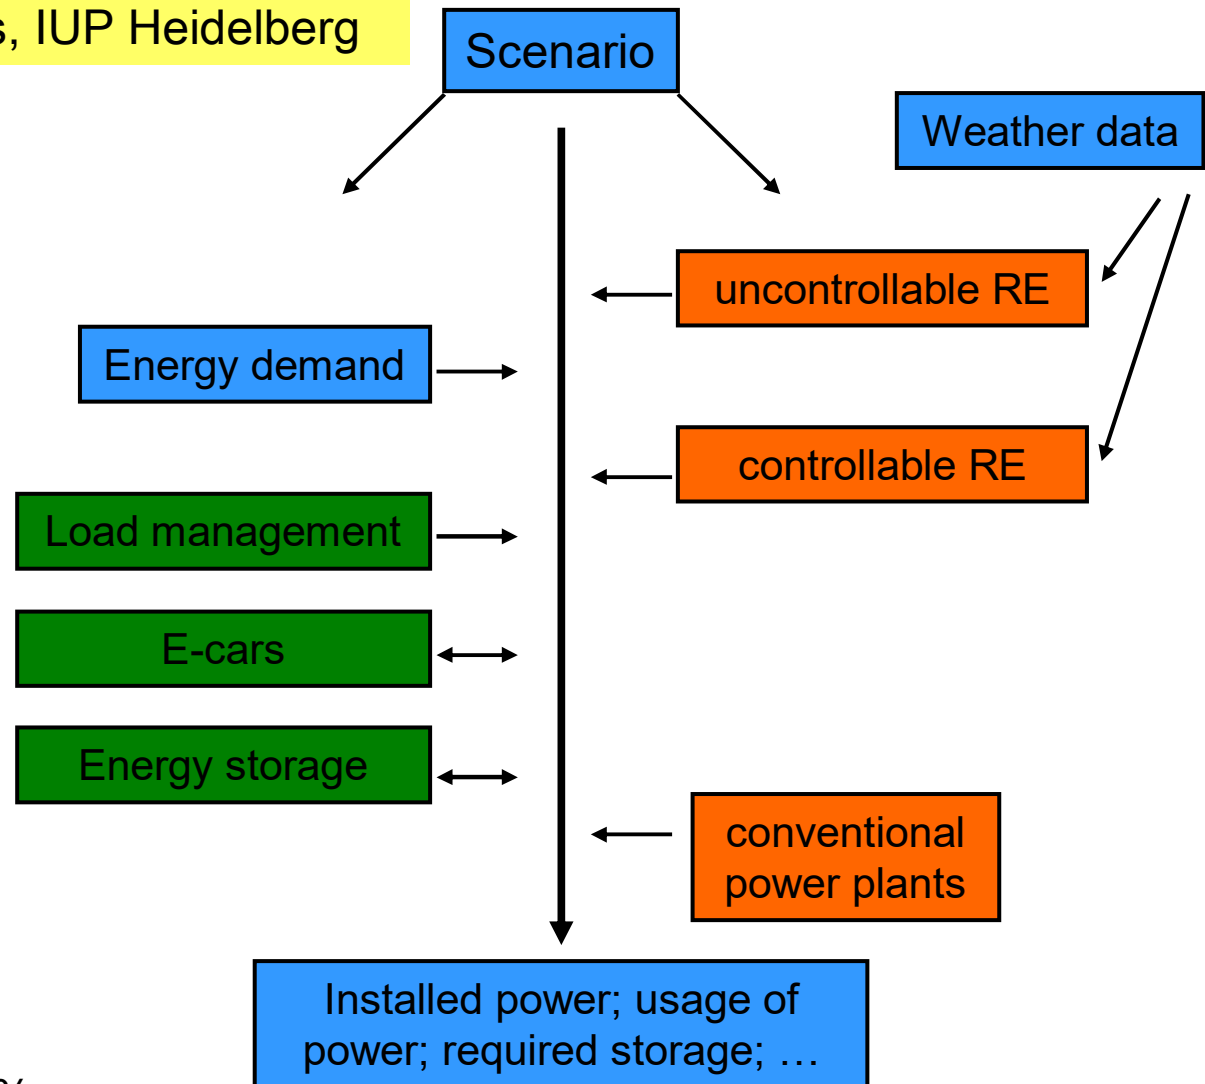 s, IUP Heidelberg
Scenario
Weather data
uncontrollable RE
Energy demand
controllable RE
Load management
E-cars
Energy storage
conventional
power plants
Installed power; usage of
power; required storage; …
%